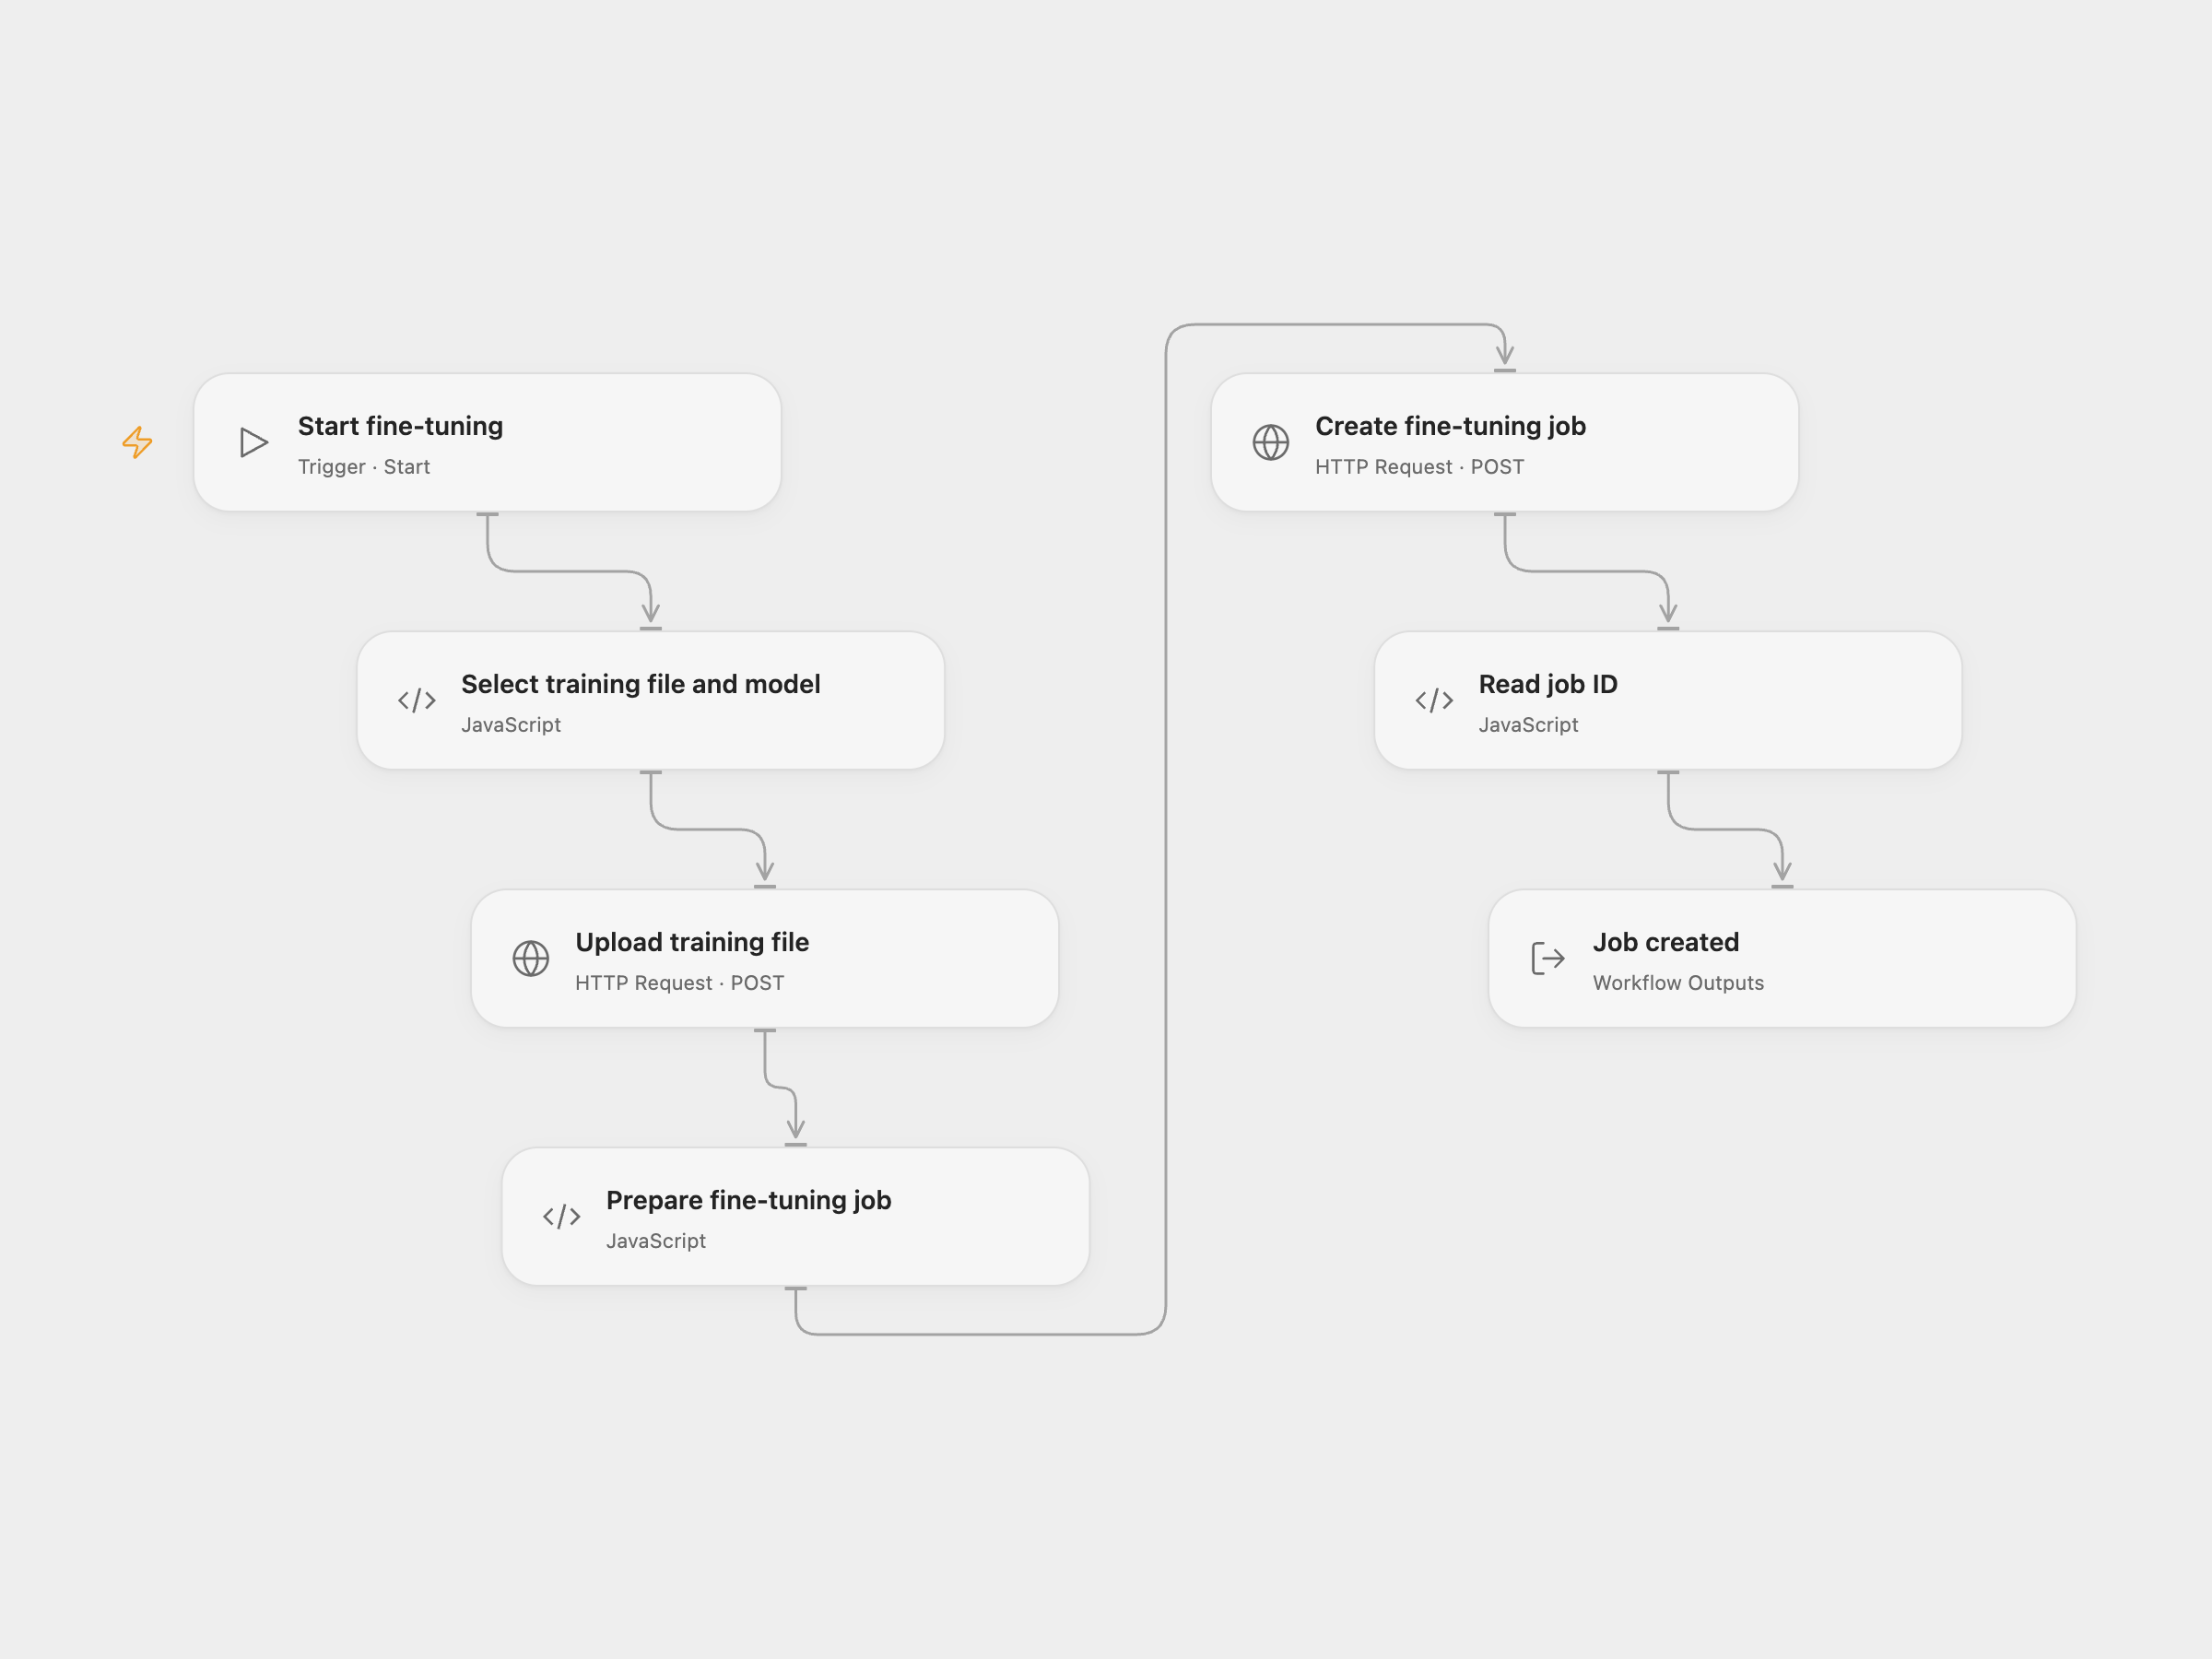 Start fine-tuning
Trigger · Start
Select training file and model
JavaScript
Upload training file
HTTP Request · POST
Prepare fine-tuning job
JavaScript
Create fine-tuning job
HTTP Request · POST
Read job ID
JavaScript
Job created
Workflow Outputs